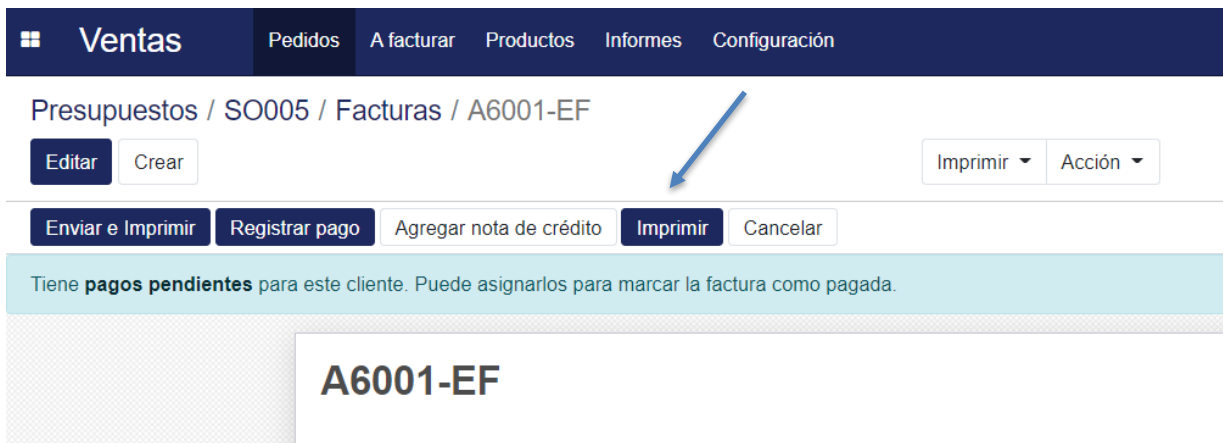 Ventas Pedidos A facturar Productos Informes Configuración
Presupuestos / SO005 / Facturas / A6001-EF
Editar Crear Imprimir Acción
Enviar e Imprimir Registrar pago Agregar nota de crédito Imprimir Cancelar
Tiene pagos pendientes para este cliente. Puede asignarlos para marcar la factura como pagada.
A6001-EF